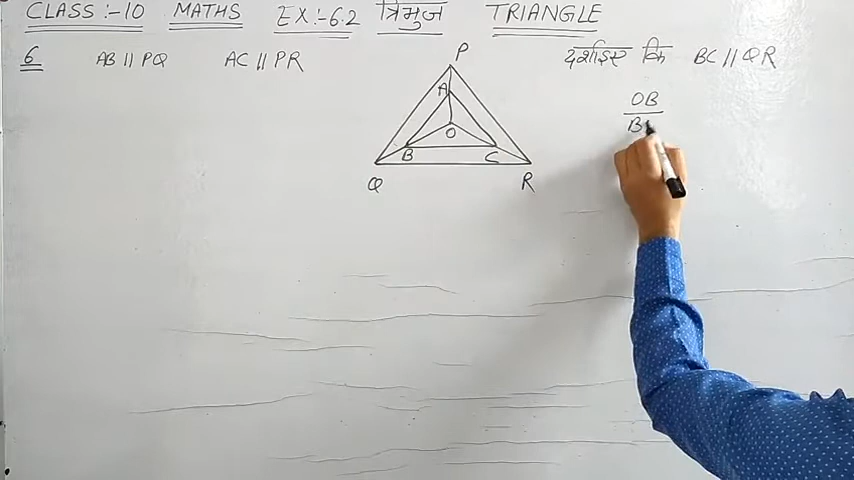 CLASS :- 10 MATHS EX :- 6.2 त्रिभुज TRIANGLE
6 AB || PQ AC || PR दर्शाइए कि BC // QR
P
A
O
B C
Q R
OB
B